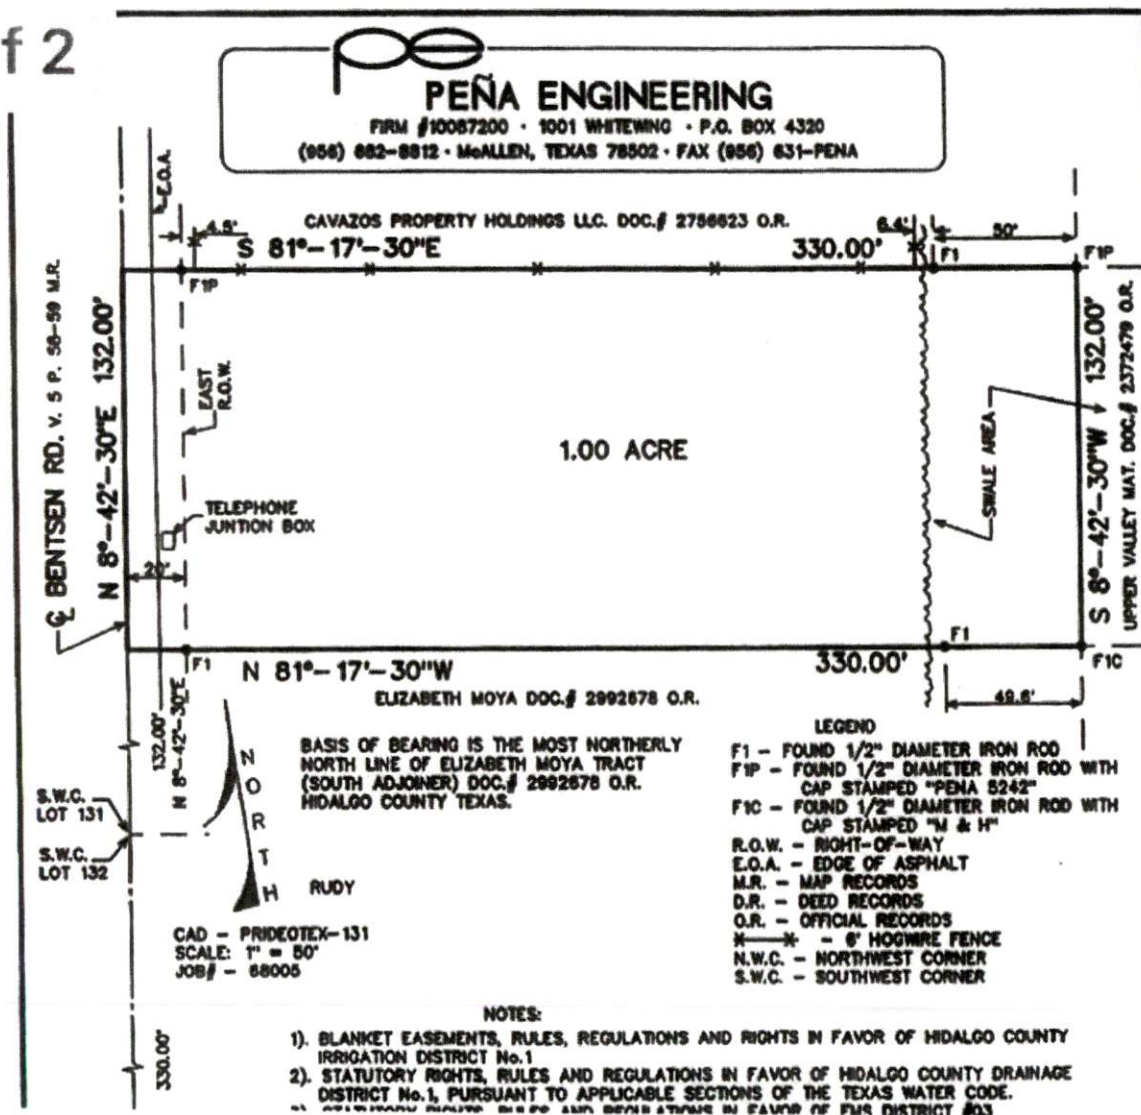 f 2
pe
PEÑA ENGINEERING
FIRM #10087200 · 1001 WHITEWING · P.O. BOX 4320
(956) 682-8812 · McALLEN, TEXAS 78502 · FAX (956) 631-PENA
E.O.A.
4.5'
CAVAZOS PROPERTY HOLDINGS LLC. DOC.# 2756623 O.R.
6.4'
50'
S 81°-17'-30"E
330.00'
F1P
F1
F1P
℄ BENTSEN RD. V. 5 P. 58-59 M.R.
N 8°-42'-30"E 132.00'
EAST
R.O.W.
1.00 ACRE
SWALE AREA
S 8°-42'-30"W 132.00'
UPPER VALLEY MAT. DOC.# 2372479 O.R.
TELEPHONE
JUNTION BOX
20'
F1
F1
F1C
N 81°-17'-30"W
330.00'
ELIZABETH MOYA DOC.# 2992678 O.R.
49.6'
132.00'
N 8°-42'-30"E
NORTH
BASIS OF BEARING IS THE MOST NORTHERLY
NORTH LINE OF ELIZABETH MOYA TRACT
(SOUTH ADJOINER) DOC.# 2992678 O.R.
HIDALGO COUNTY TEXAS.
S.W.C.
LOT 131
S.W.C.
LOT 132
RUDY
CAD - PRIDEOTEX-131
SCALE: 1" = 50'
JOB# - 68005
330.00'
LEGEND
F1 - FOUND 1/2" DIAMETER IRON ROD
F1P - FOUND 1/2" DIAMETER IRON ROD WITH
CAP STAMPED "PENA 5242"
F1C - FOUND 1/2" DIAMETER IRON ROD WITH
CAP STAMPED "M & H"
R.O.W. - RIGHT-OF-WAY
E.O.A. - EDGE OF ASPHALT
M.R. - MAP RECORDS
D.R. - DEED RECORDS
O.R. - OFFICIAL RECORDS
x——x - 6' HOGWIRE FENCE
N.W.C. - NORTHWEST CORNER
S.W.C. - SOUTHWEST CORNER
NOTES:
1). BLANKET EASEMENTS, RULES, REGULATIONS AND RIGHTS IN FAVOR OF HIDALGO COUNTY
IRRIGATION DISTRICT No.1
2). STATUTORY RIGHTS, RULES AND REGULATIONS IN FAVOR OF HIDALGO COUNTY DRAINAGE
DISTRICT No.1, PURSUANT TO APPLICABLE SECTIONS OF THE TEXAS WATER CODE.
STATUTORY RIGHTS, RULES AND REGULATIONS IN FAVOR OF EMS DISTRICT